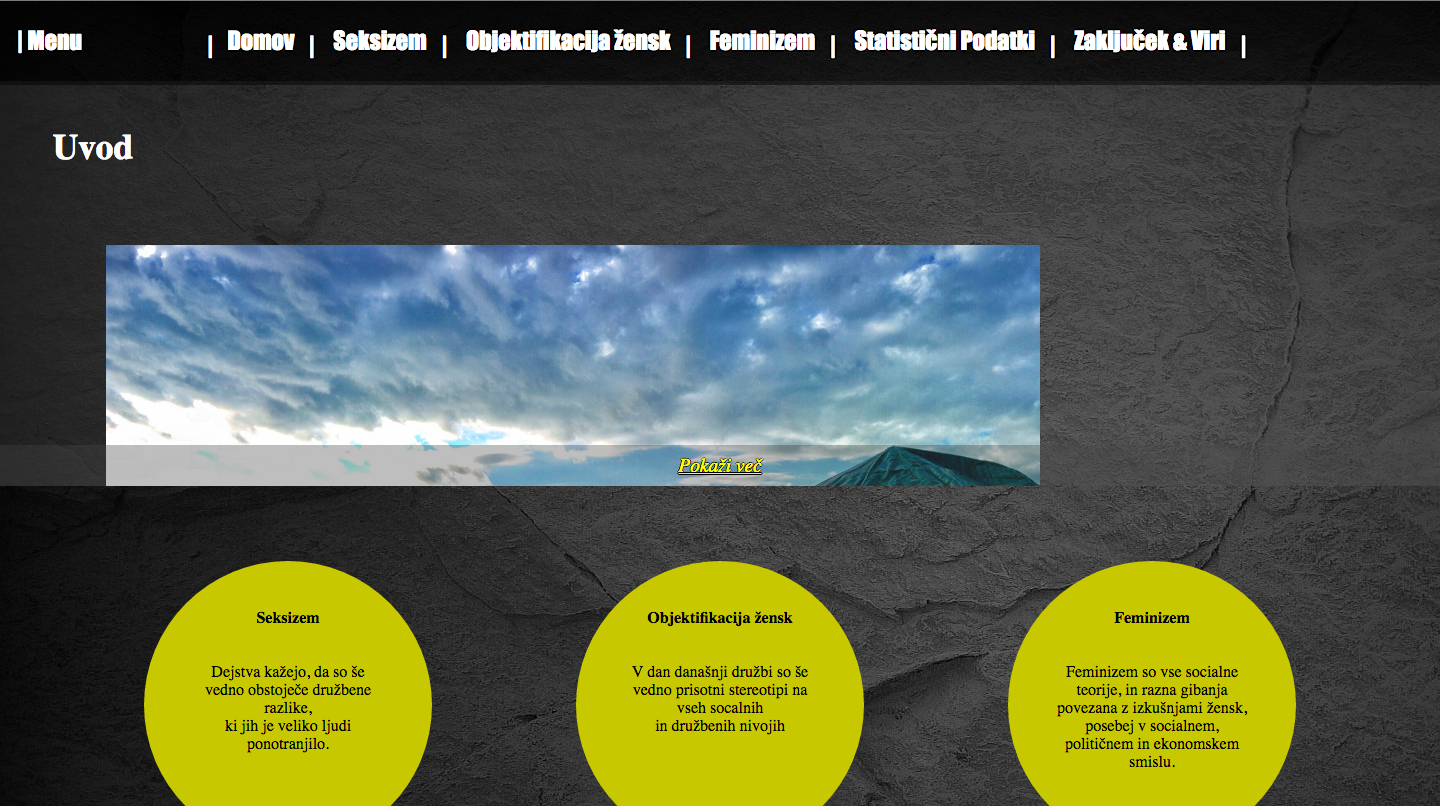 | Menu | Domov | Seksizem | Objektifikacija žensk | Feminizem | Statistični Podatki | Zaključek & Viri |
Uvod
Pokaži več
Seksizem
Dejstva kažejo, da so še
vedno obstoječe družbene
razlike,
ki jih je veliko ljudi
ponotranjilo.
Objektifikacija žensk
V dan današnji družbi so še
vedno prisotni stereotipi na
vseh socalnih
in družbenih nivojih
Feminizem
Feminizem so vse socialne
teorije, in razna gibanja
povezana z izkušnjami žensk,
posebej v socialnem,
političnem in ekonomskem
smislu.